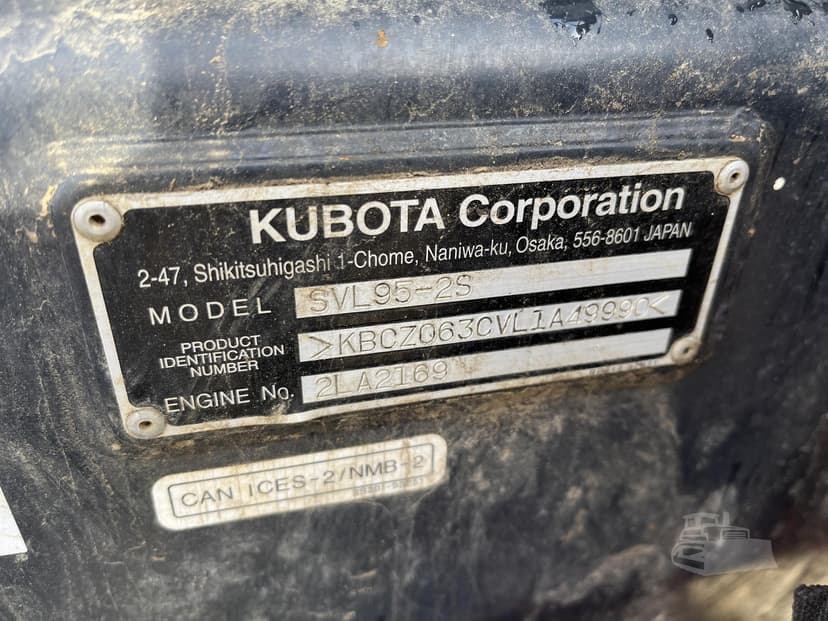 KUBOTA Corporation
2-47, Shikitsuhigashi 1-Chome, Naniwa-ku, Osaka, 556-8601 JAPAN
MODEL SVL95-2S
PRODUCT
IDENTIFICATION
NUMBER >KBCZ063CVL1A49990<
ENGINE No. 2LA2169
CAN ICES-2/NMB-2